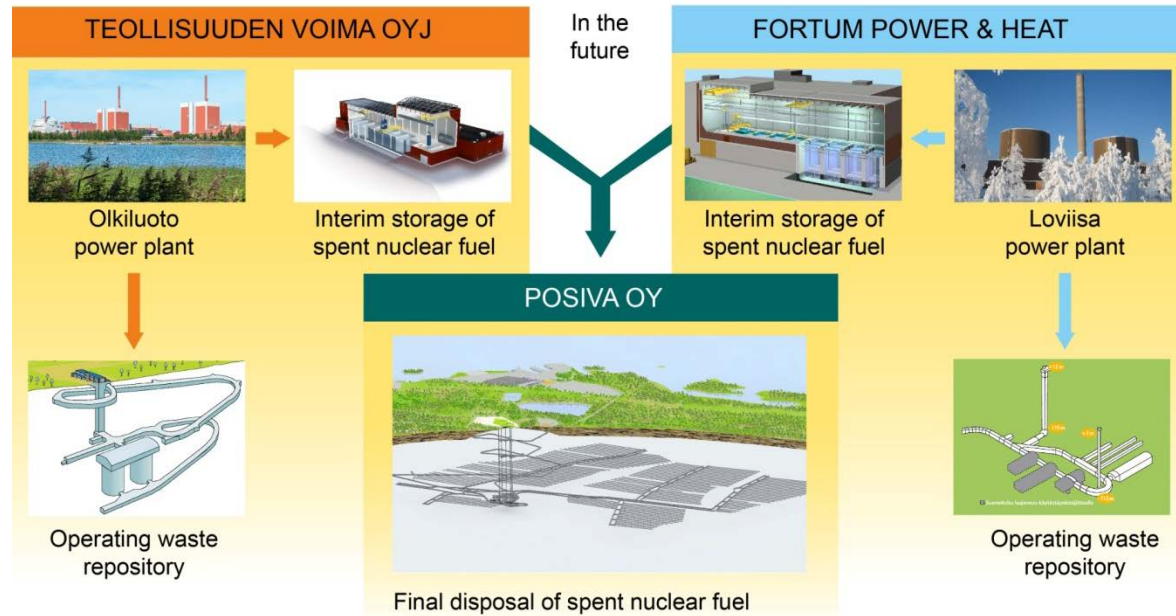 TEOLLISUUDEN VOIMA OYJ
In the
future
FORTUM POWER & HEAT
Olkiluoto
power plant
Interim storage of
spent nuclear fuel
Interim storage of
spent nuclear fuel
Loviisa
power plant
POSIVA OY
Operating waste
repository
Final disposal of spent nuclear fuel
Operating waste
repository